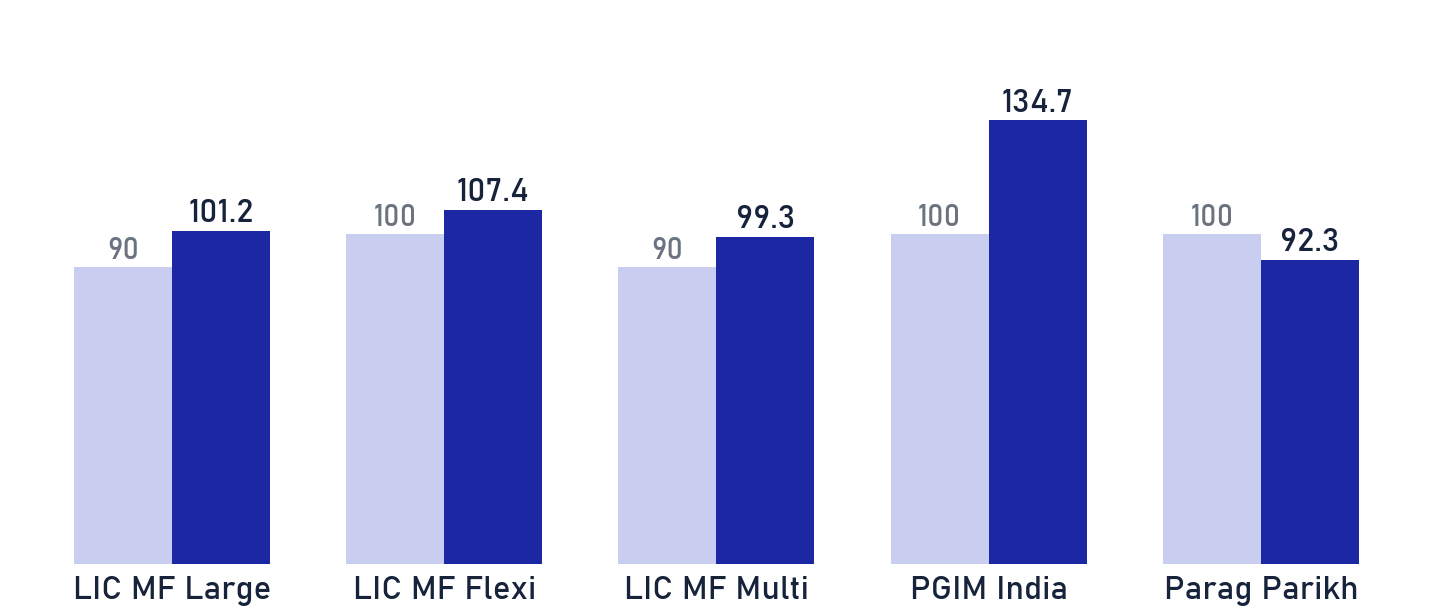 134.7
107.4
101.2
99.3
100
100
100
92.3
90
90
LIC MF Large
LIC MF Flexi
LIC MF Multi
PGIM India
Parag Parikh